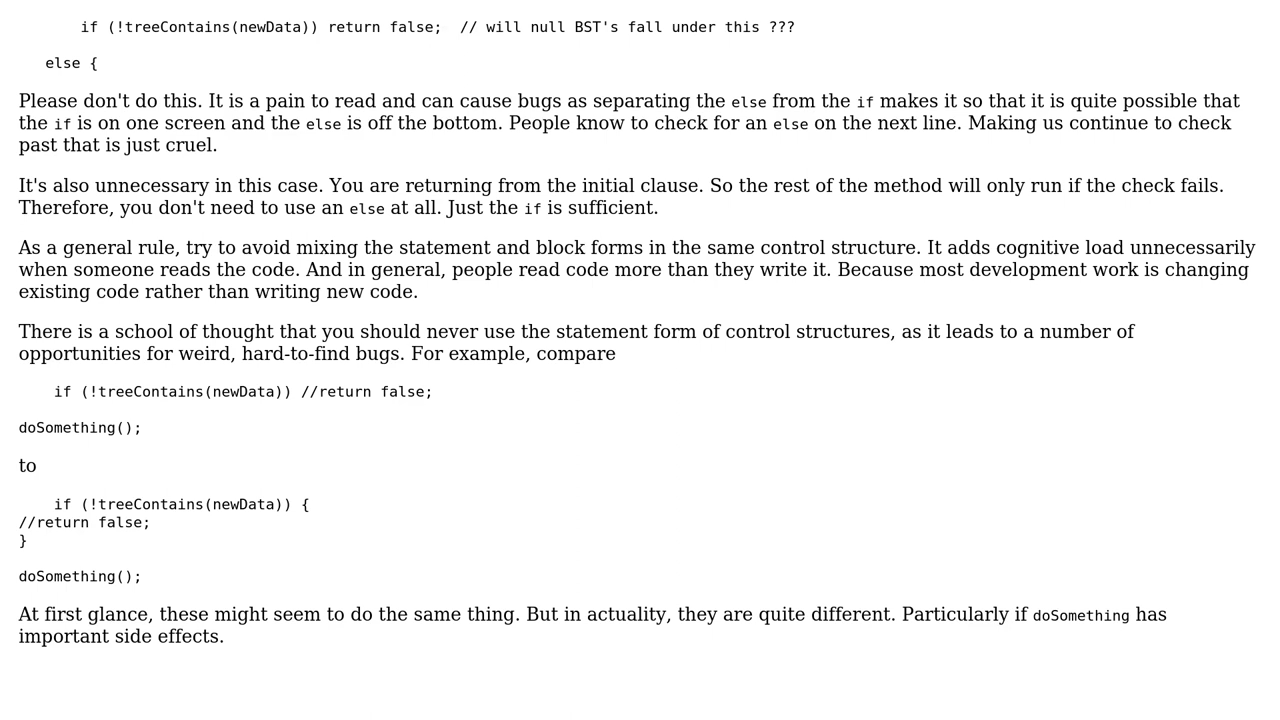 if (!treeContains(newData)) return false;  // will null BST's fall under this ???
else {
Please don't do this. It is a pain to read and can cause bugs as separating the else from the if makes it so that it is quite possible that
the if is on one screen and the else is off the bottom. People know to check for an else on the next line. Making us continue to check
past that is just cruel.
It's also unnecessary in this case. You are returning from the initial clause. So the rest of the method will only run if the check fails.
Therefore, you don't need to use an else at all. Just the if is sufficient.
As a general rule, try to avoid mixing the statement and block forms in the same control structure. It adds cognitive load unnecessarily
when someone reads the code. And in general, people read code more than they write it. Because most development work is changing
existing code rather than writing new code.
There is a school of thought that you should never use the statement form of control structures, as it leads to a number of
opportunities for weird, hard-to-find bugs. For example, compare
if (!treeContains(newData)) //return false;
doSomething();
to
if (!treeContains(newData)) {
//return false;
}
doSomething();
At first glance, these might seem to do the same thing. But in actuality, they are quite different. Particularly if doSomething has
important side effects.